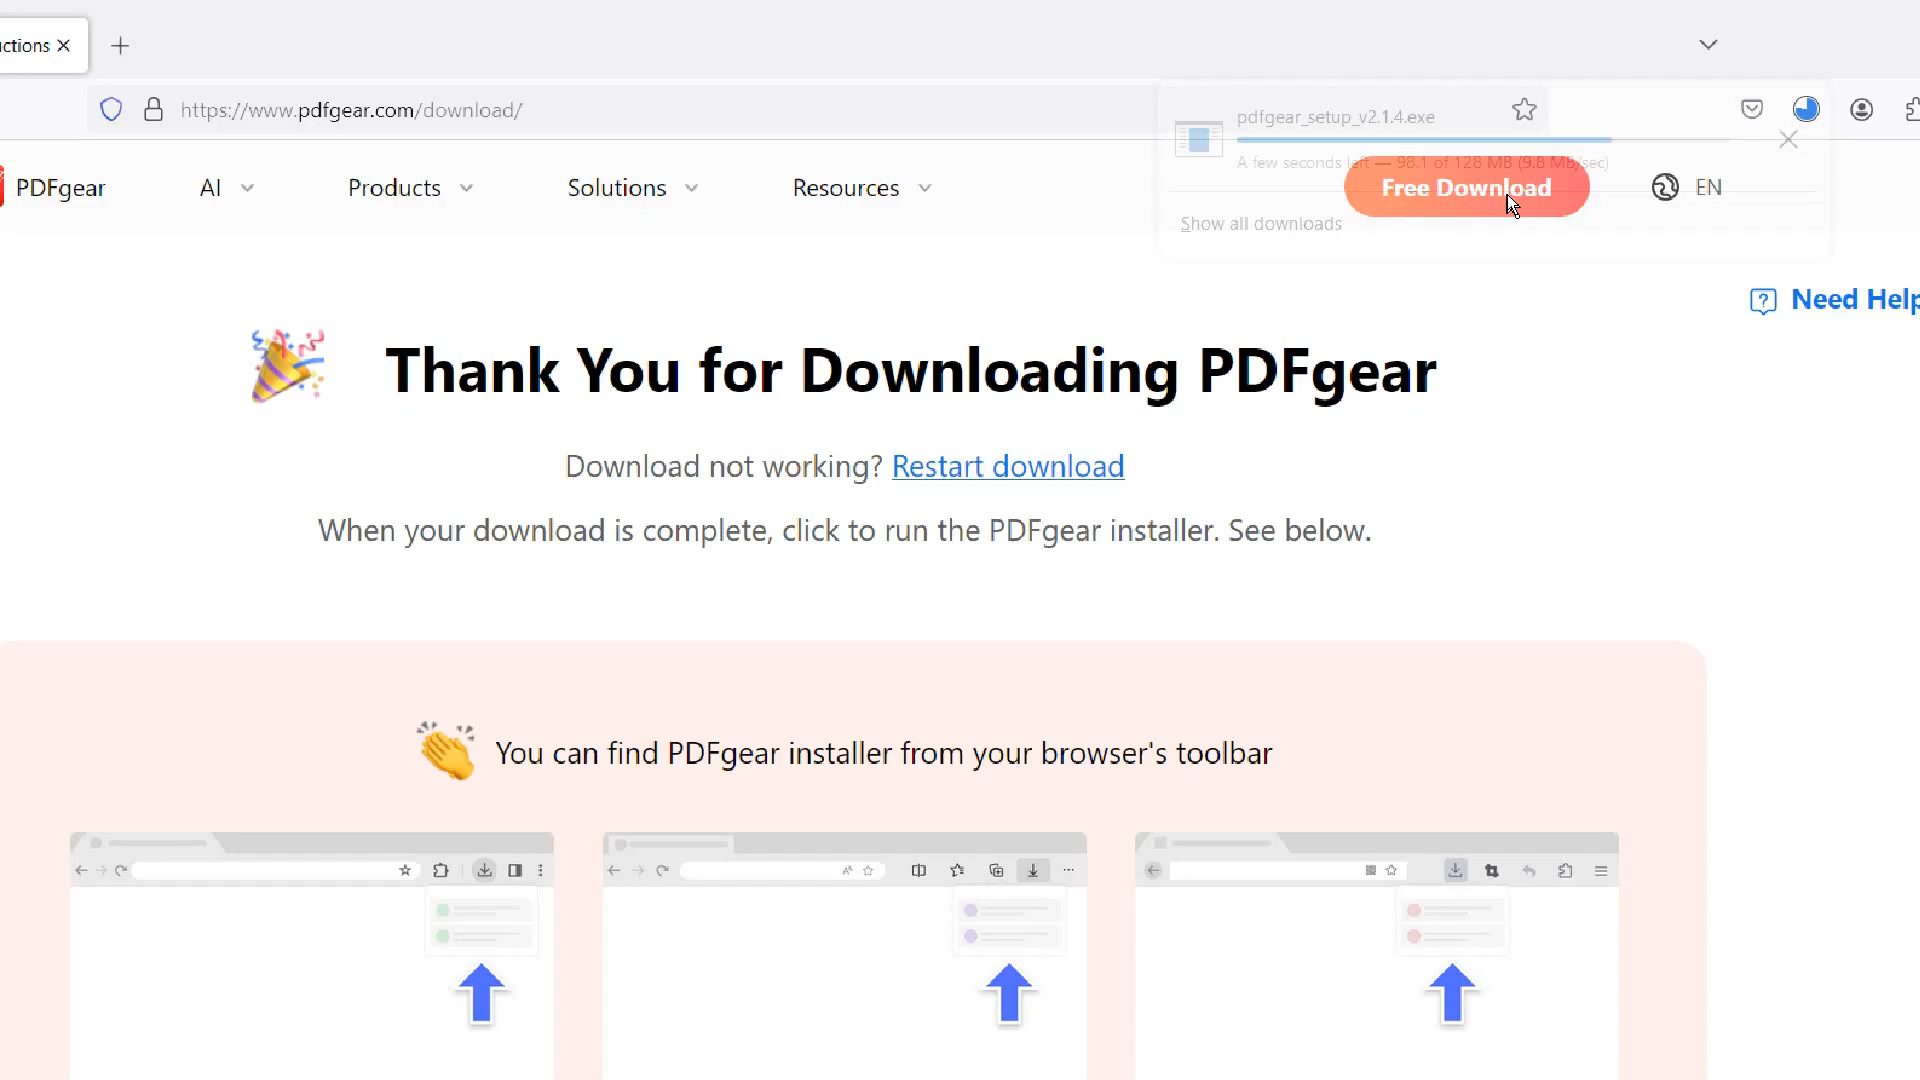 uctions
https://www.pdfgear.com/download/
pdfgear_setup_v2.1.4.exe
A few seconds left — 98.1 of 128 MB (9.8 MB/sec)
PDFgear
AI
Products
Solutions
Resources
Free Download
EN
Show all downloads
Need Help
Thank You for Downloading PDFgear
Download not working? Restart download
When your download is complete, click to run the PDFgear installer. See below.
You can find PDFgear installer from your browser's toolbar